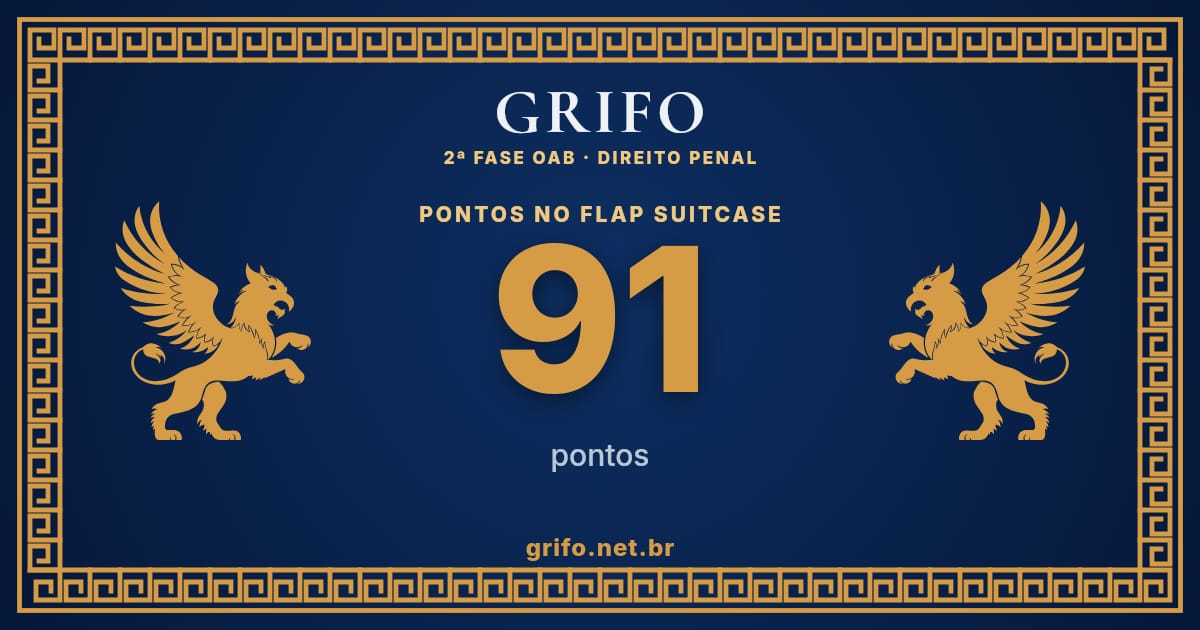 GRIFO
2ª FASE OAB · DIREITO PENAL
PONTOS NO FLAP SUITCASE
91
pontos
grifo.net.br